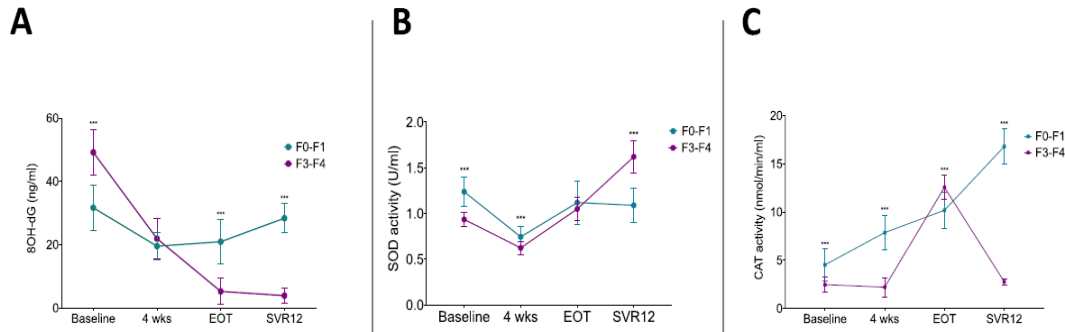 A
B
C
8OH-dG (ng/ml)
60
40
20
0
***
***
***
F0-F1
F3-F4
Baseline 4 wks EOT SVR12
SOD activity (U/ml)
2.0
1.5
1.0
0.5
0.0
***
***
***
F0-F1
F3-F4
Baseline 4 wks EOT SVR12
CAT activity (nmol/min/ml)
20
15
10
5
0
***
***
***
***
F0-F1
F3-F4
Baseline 4 wks EOT SVR12